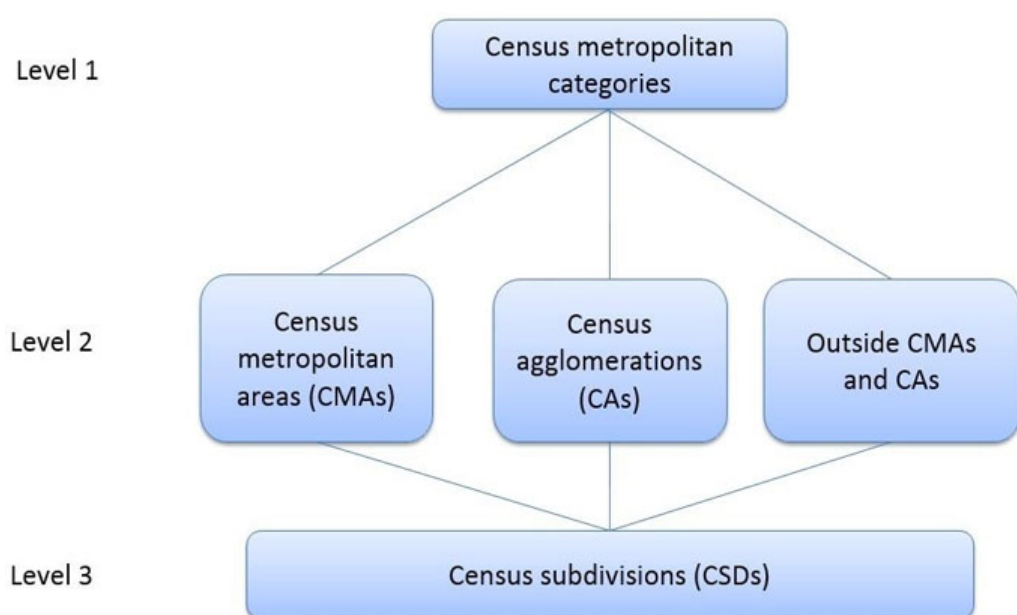 Level 1
Census metropolitan
categories
Level 2
Census
metropolitan
areas (CMAs)
Census
agglomerations
(CAs)
Outside CMAs
and CAs
Level 3
Census subdivisions (CSDs)